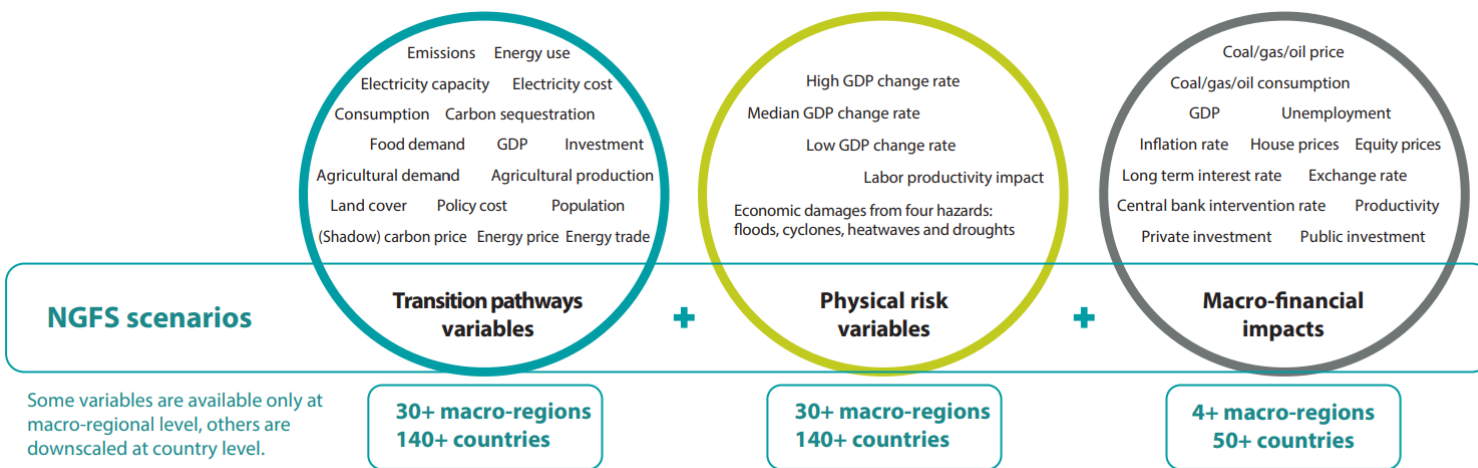 Emissions Energy use
Electricity capacity Electricity cost
Consumption Carbon sequestration
Food demand GDP Investment
Agricultural demand Agricultural production
Land cover Policy cost Population
(Shadow) carbon price Energy price Energy trade
High GDP change rate
Median GDP change rate
Low GDP change rate
Labor productivity impact
Economic damages from four hazards:
floods, cyclones, heatwaves and droughts
Coal/gas/oil price
Coal/gas/oil consumption
GDP Unemployment
Inflation rate House prices Equity prices
Long term interest rate Exchange rate
Central bank intervention rate Productivity
Private investment Public investment
NGFS scenarios
Transition pathways
variables
+
Physical risk
variables
+
Macro-financial
impacts
Some variables are available only at
macro-regional level, others are
downscaled at country level.
30+ macro-regions
140+ countries
30+ macro-regions
140+ countries
4+ macro-regions
50+ countries